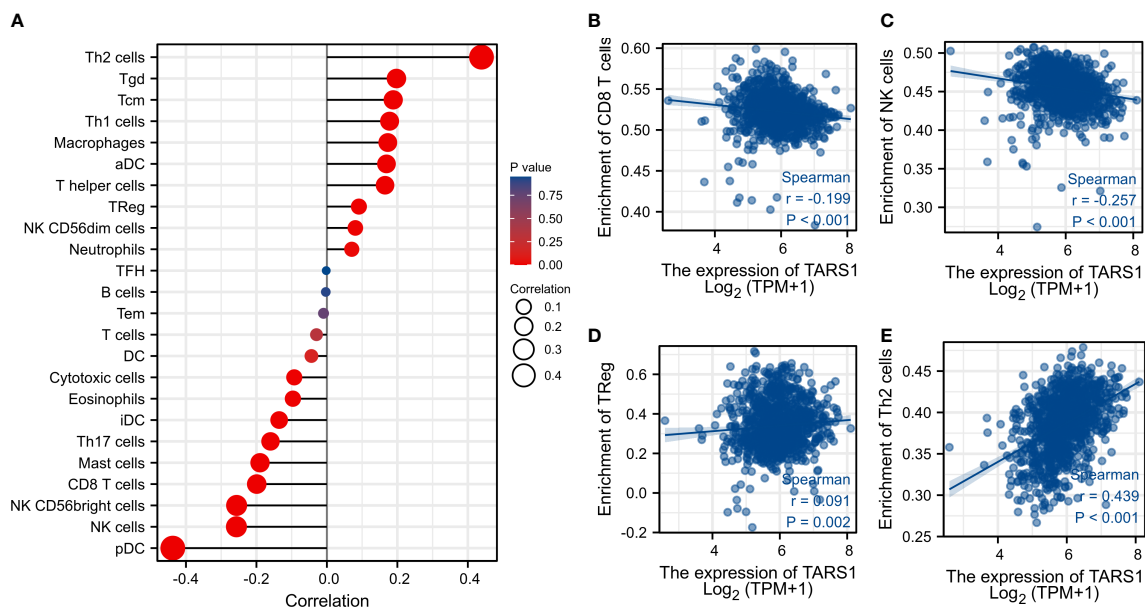 A
Th2 cells
Tgd
Tcm
Th1 cells
Macrophages
aDC
T helper cells
TReg
NK CD56dim cells
Neutrophils
TFH
B cells
Tem
T cells
DC
Cytotoxic cells
Eosinophils
iDC
Th17 cells
Mast cells
CD8 T cells
NK CD56bright cells
NK cells
pDC
-0.4 -0.2 0.0 0.2 0.4
Correlation
P value
0.75
0.50
0.25
0.00
Correlation
0.1
0.2
0.3
0.4
B
Enrichment of CD8 T cells
0.60
0.55
0.50
0.45
0.40
Spearman
r = -0.199
P < 0.001
4 6 8
The expression of TARS1
Log2 (TPM+1)
C
Enrichment of NK cells
0.50
0.45
0.40
0.35
0.30
Spearman
r = -0.257
P < 0.001
4 6 8
The expression of TARS1
Log2 (TPM+1)
D
Enrichment of TReg
0.6
0.4
0.2
0.0
-0.2
Spearman
r = 0.091
P = 0.002
4 6 8
The expression of TARS1
Log2 (TPM+1)
E
Enrichment of Th2 cells
0.45
0.40
0.35
0.30
0.25
Spearman
r = 0.439
P < 0.001
4 6 8
The expression of TARS1
Log2 (TPM+1)